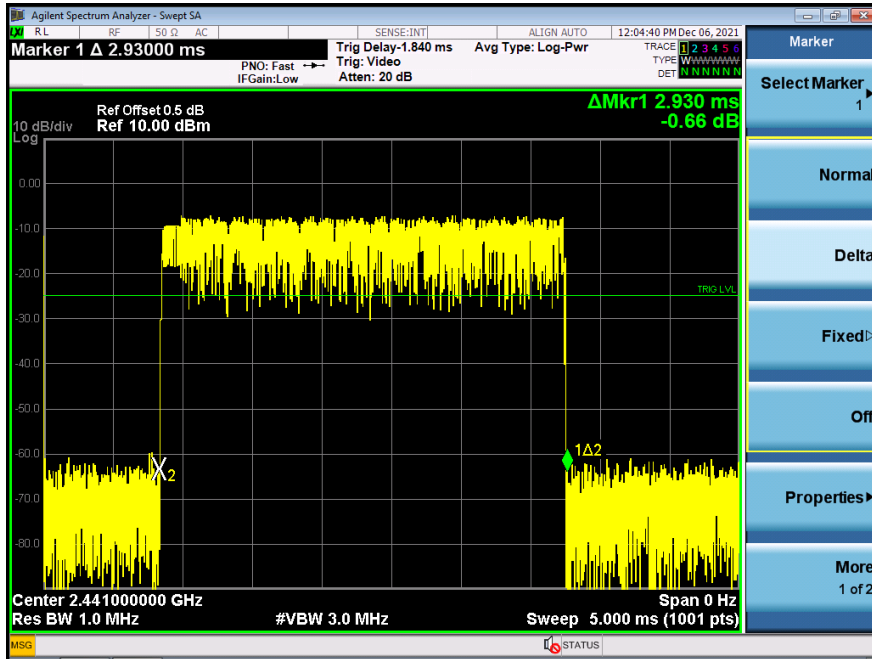 Agilent Spectrum Analyzer - Swept SA
LXI RL RF 50 Ω AC SENSE:INT ALIGN AUTO 12:04:40 PM Dec 06, 2021
Marker 1 Δ 2.93000 ms
PNO: Fast
IFGain:Low
Trig Delay-1.840 ms
Trig: Video
Atten: 20 dB
Avg Type: Log-Pwr
TRACE 1 2 3 4 5 6
TYPE WWWWWW
DET N N N N N N
ΔMkr1 2.930 ms
-0.66 dB
Ref Offset 0.5 dB
10 dB/div Ref 10.00 dBm
Log
0.00
-10.0
-20.0
TRIG LVL
-30.0
-40.0
-50.0
-60.0
1Δ2
2
-70.0
-80.0
Center 2.441000000 GHz Span 0 Hz
Res BW 1.0 MHz #VBW 3.0 MHz Sweep 5.000 ms (1001 pts)
MSG STATUS
Marker
Select Marker
1
Normal
Delta
Fixed
Off
Properties
More
1 of 2